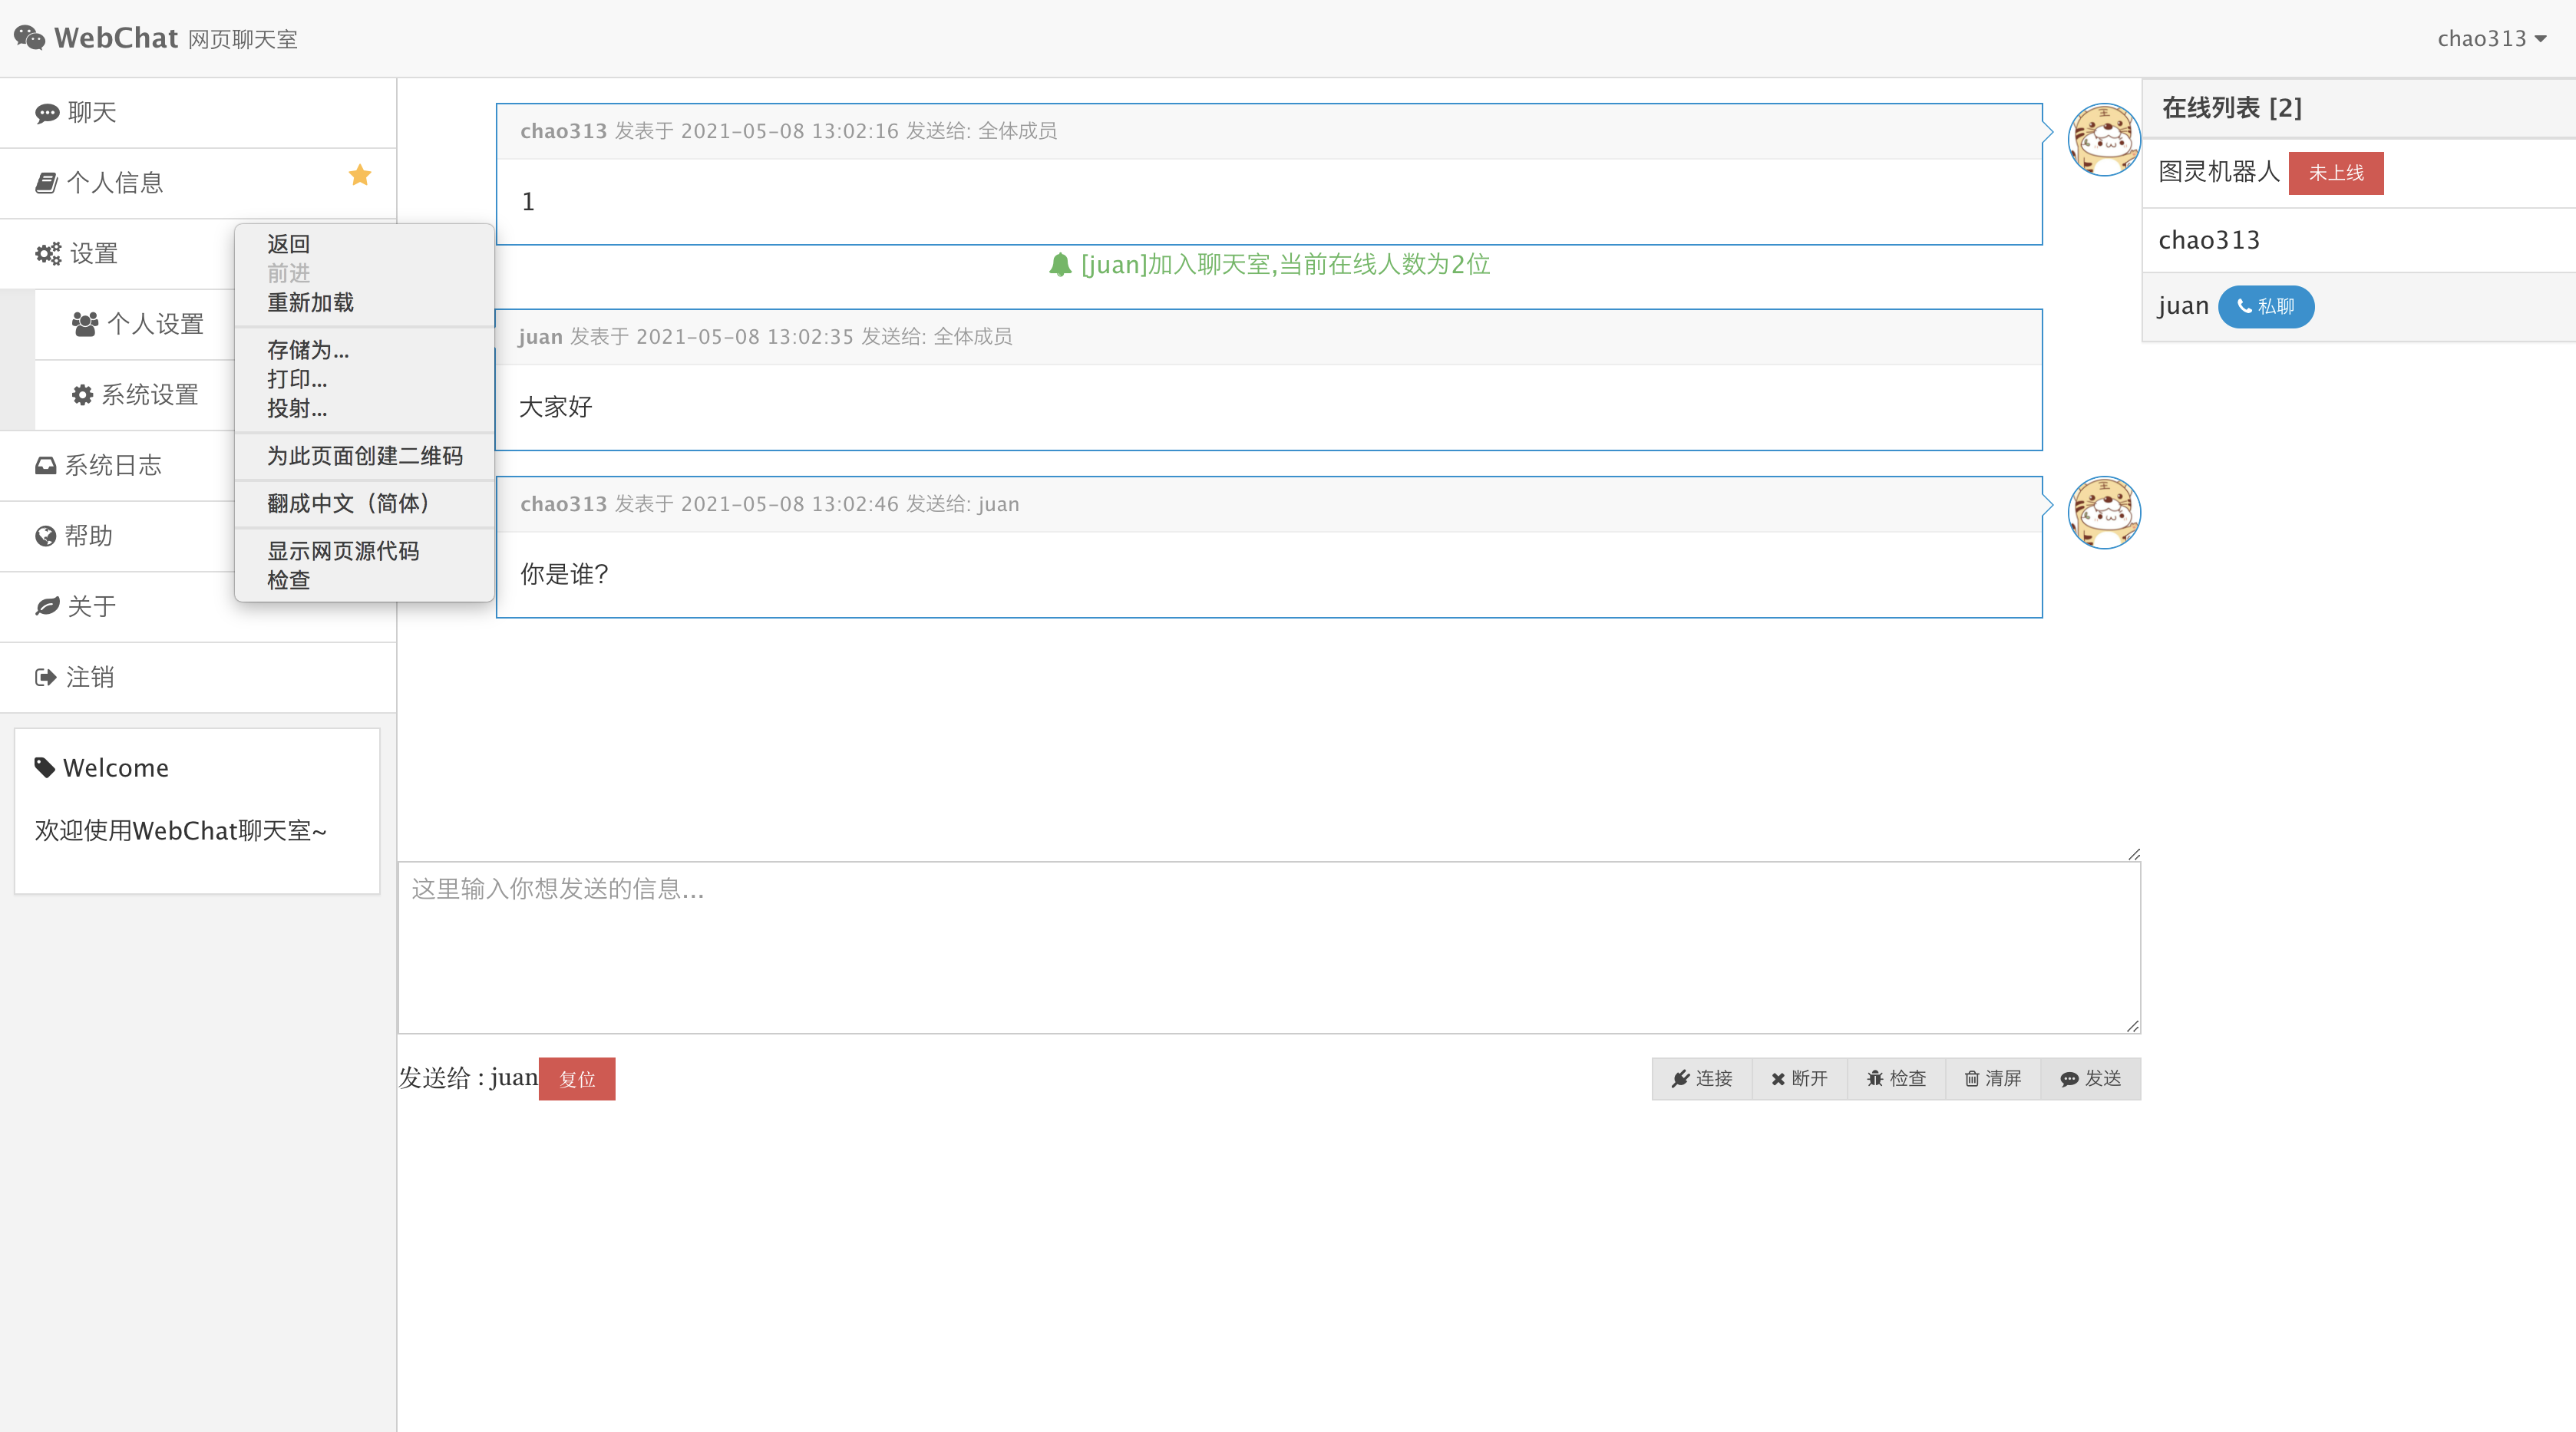 WebChat 网页聊天室
chao313
聊天
个人信息
设置
个人设置
系统设置
系统日志
帮助
关于
注销
Welcome
欢迎使用WebChat聊天室~
返回
前进
重新加载
存储为...
打印...
投射...
为此页面创建二维码
翻成中文（简体）
显示网页源代码
检查
chao313 发表于 2021-05-08 13:02:16 发送给: 全体成员
1
[juan]加入聊天室,当前在线人数为2位
juan 发表于 2021-05-08 13:02:35 发送给: 全体成员
大家好
chao313 发表于 2021-05-08 13:02:46 发送给: juan
你是谁?
这里输入你想发送的信息...
发送给 : juan 复位
连接 断开 检查 清屏 发送
在线列表 [2]
图灵机器人 未上线
chao313
juan 私聊